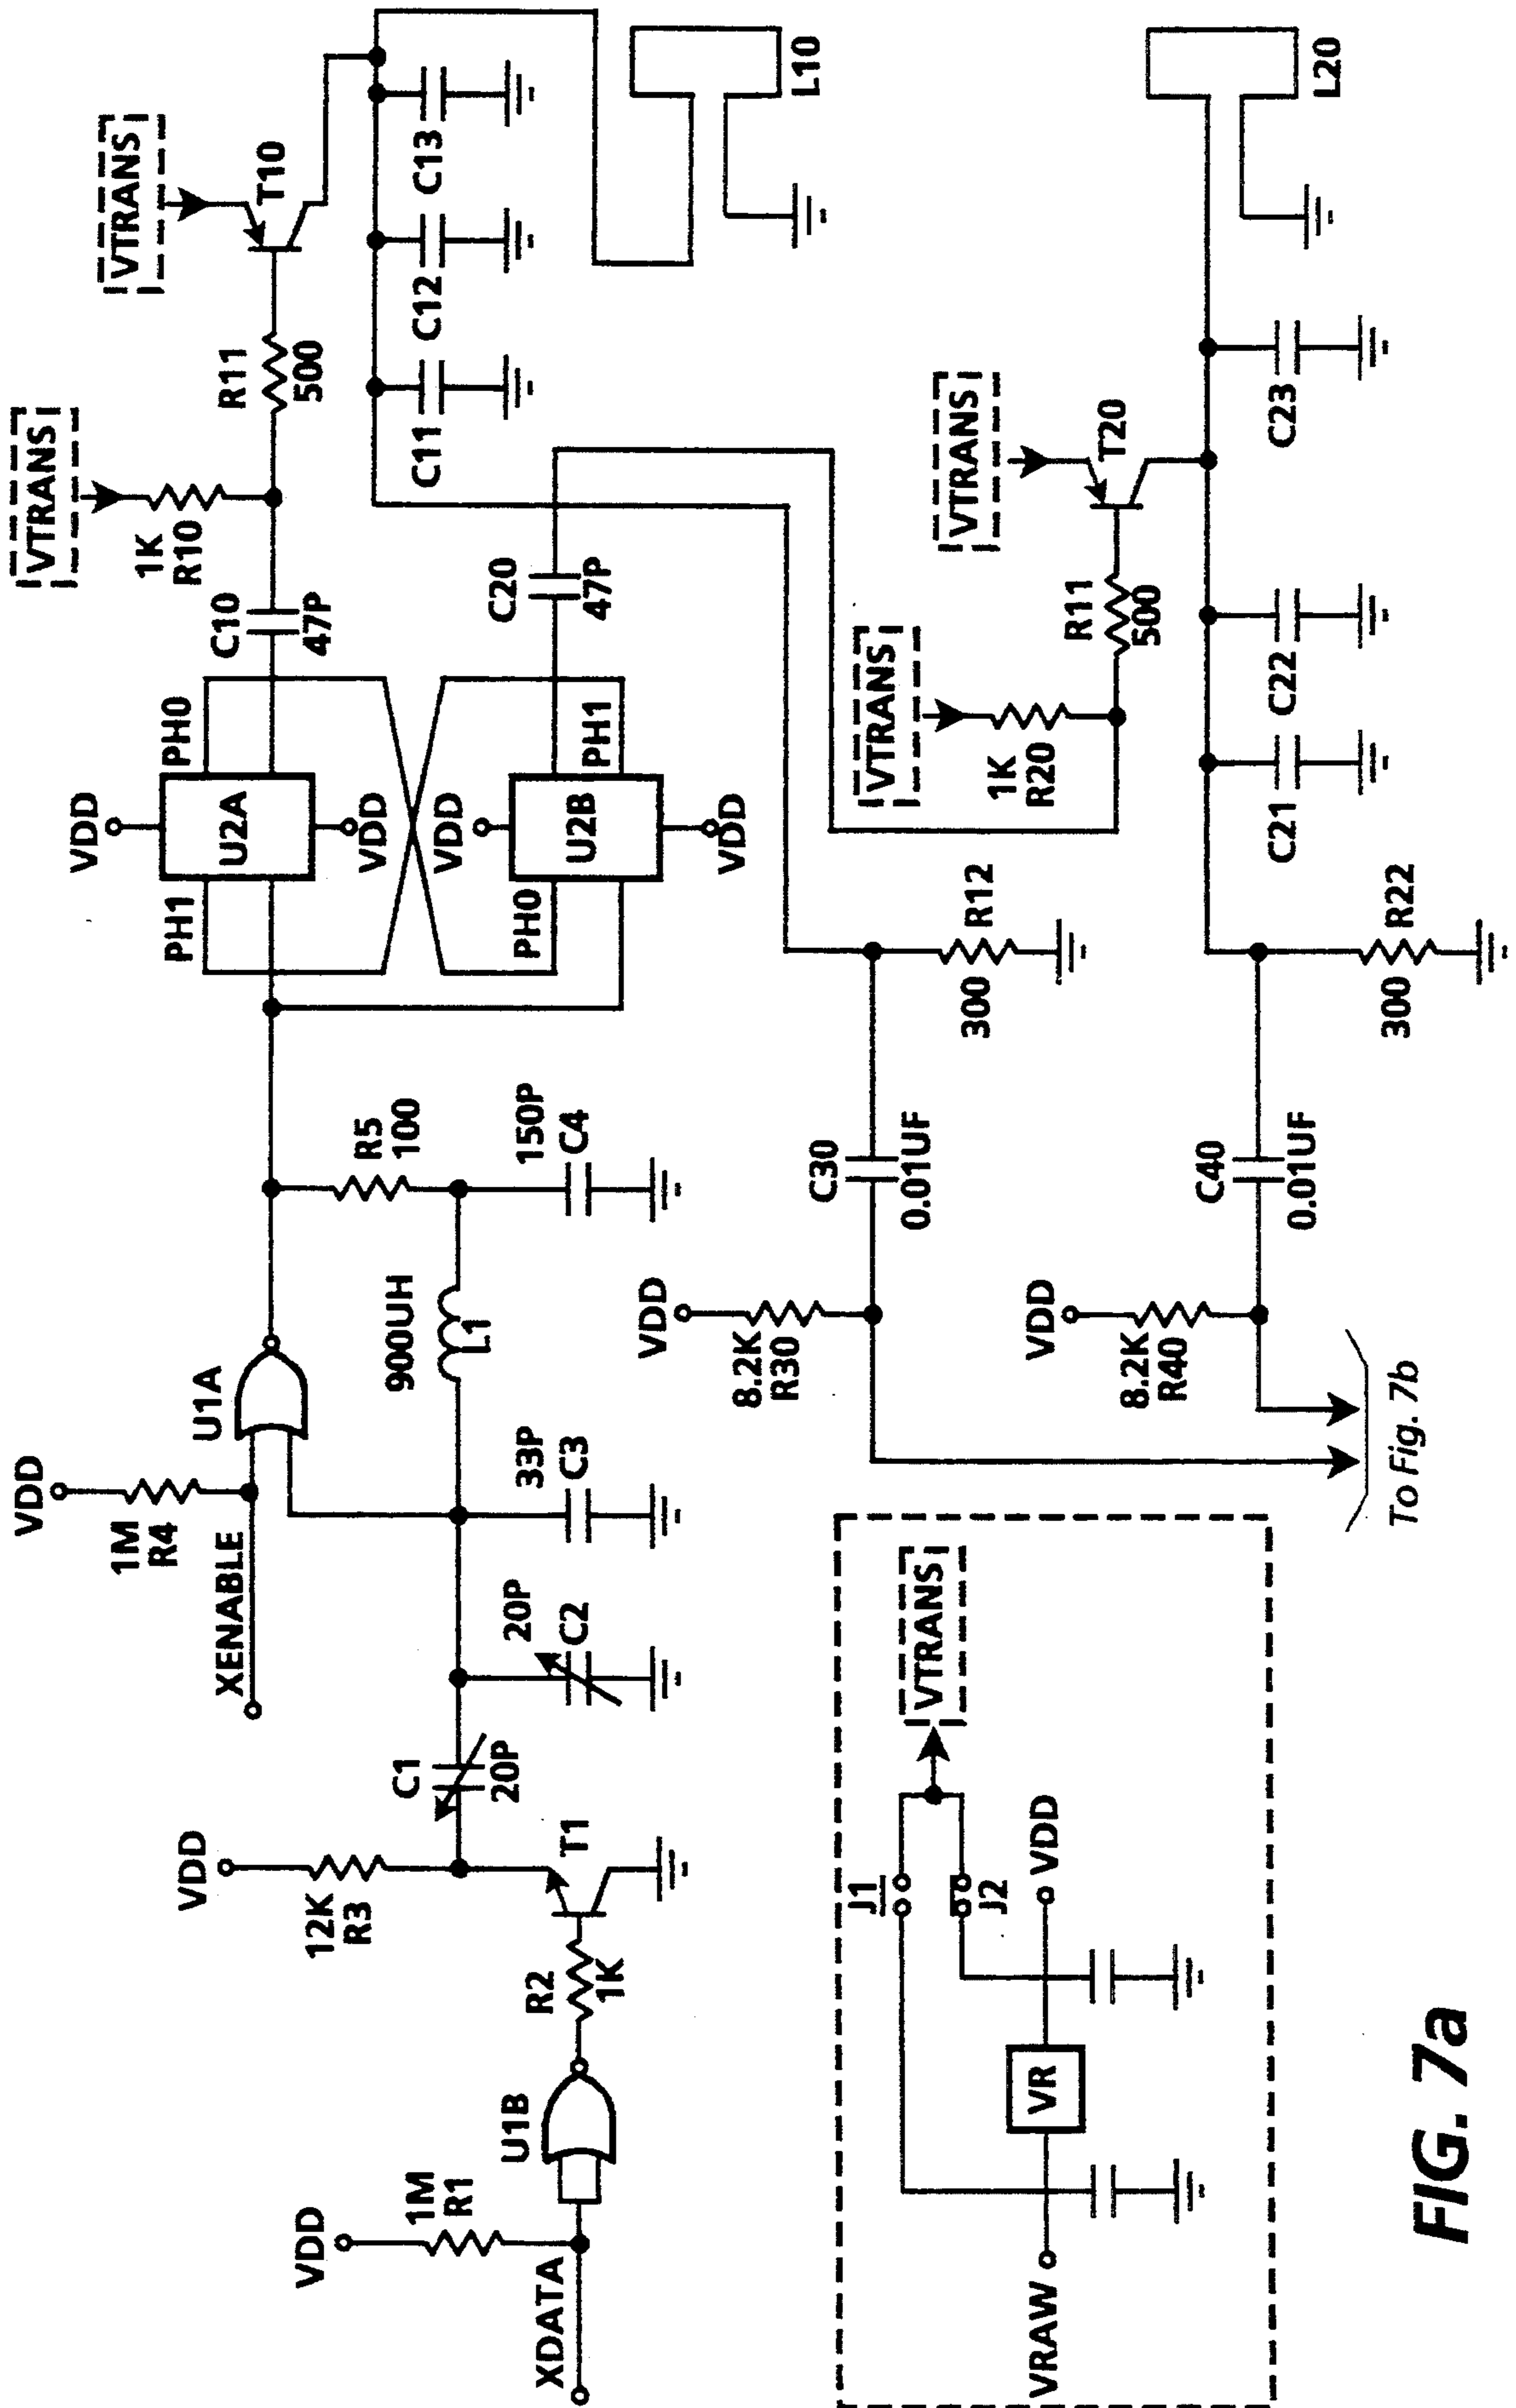 VDD
1M
R4
XENABLE
U1A
VDD
PH1
U2A
PH0
VDD
C10
47P
VTRANS
1K
R10
R11
500
VTRANS
T10
XDATA
VDD
1M
R1
U1B
R2
1K
VDD
12K
R3
T1
C1
20P
20P
C2
33P
C3
900UH
L1
R5
100
150P
C4
VDD
PH0
U2B
PH1
VDD
C20
47P
C11
C12
C13
L10
VDD
8.2K
R30
C30
0.01UF
300
R12
VTRANS
1K
R20
R11
500
VTRANS
T20
VDD
8.2K
R40
C40
0.01UF
300
R22
C21
C22
C23
L20
VRAW
VR
VDD
J1
J2
VTRANS
To Fig. 7b
FIG. 7a